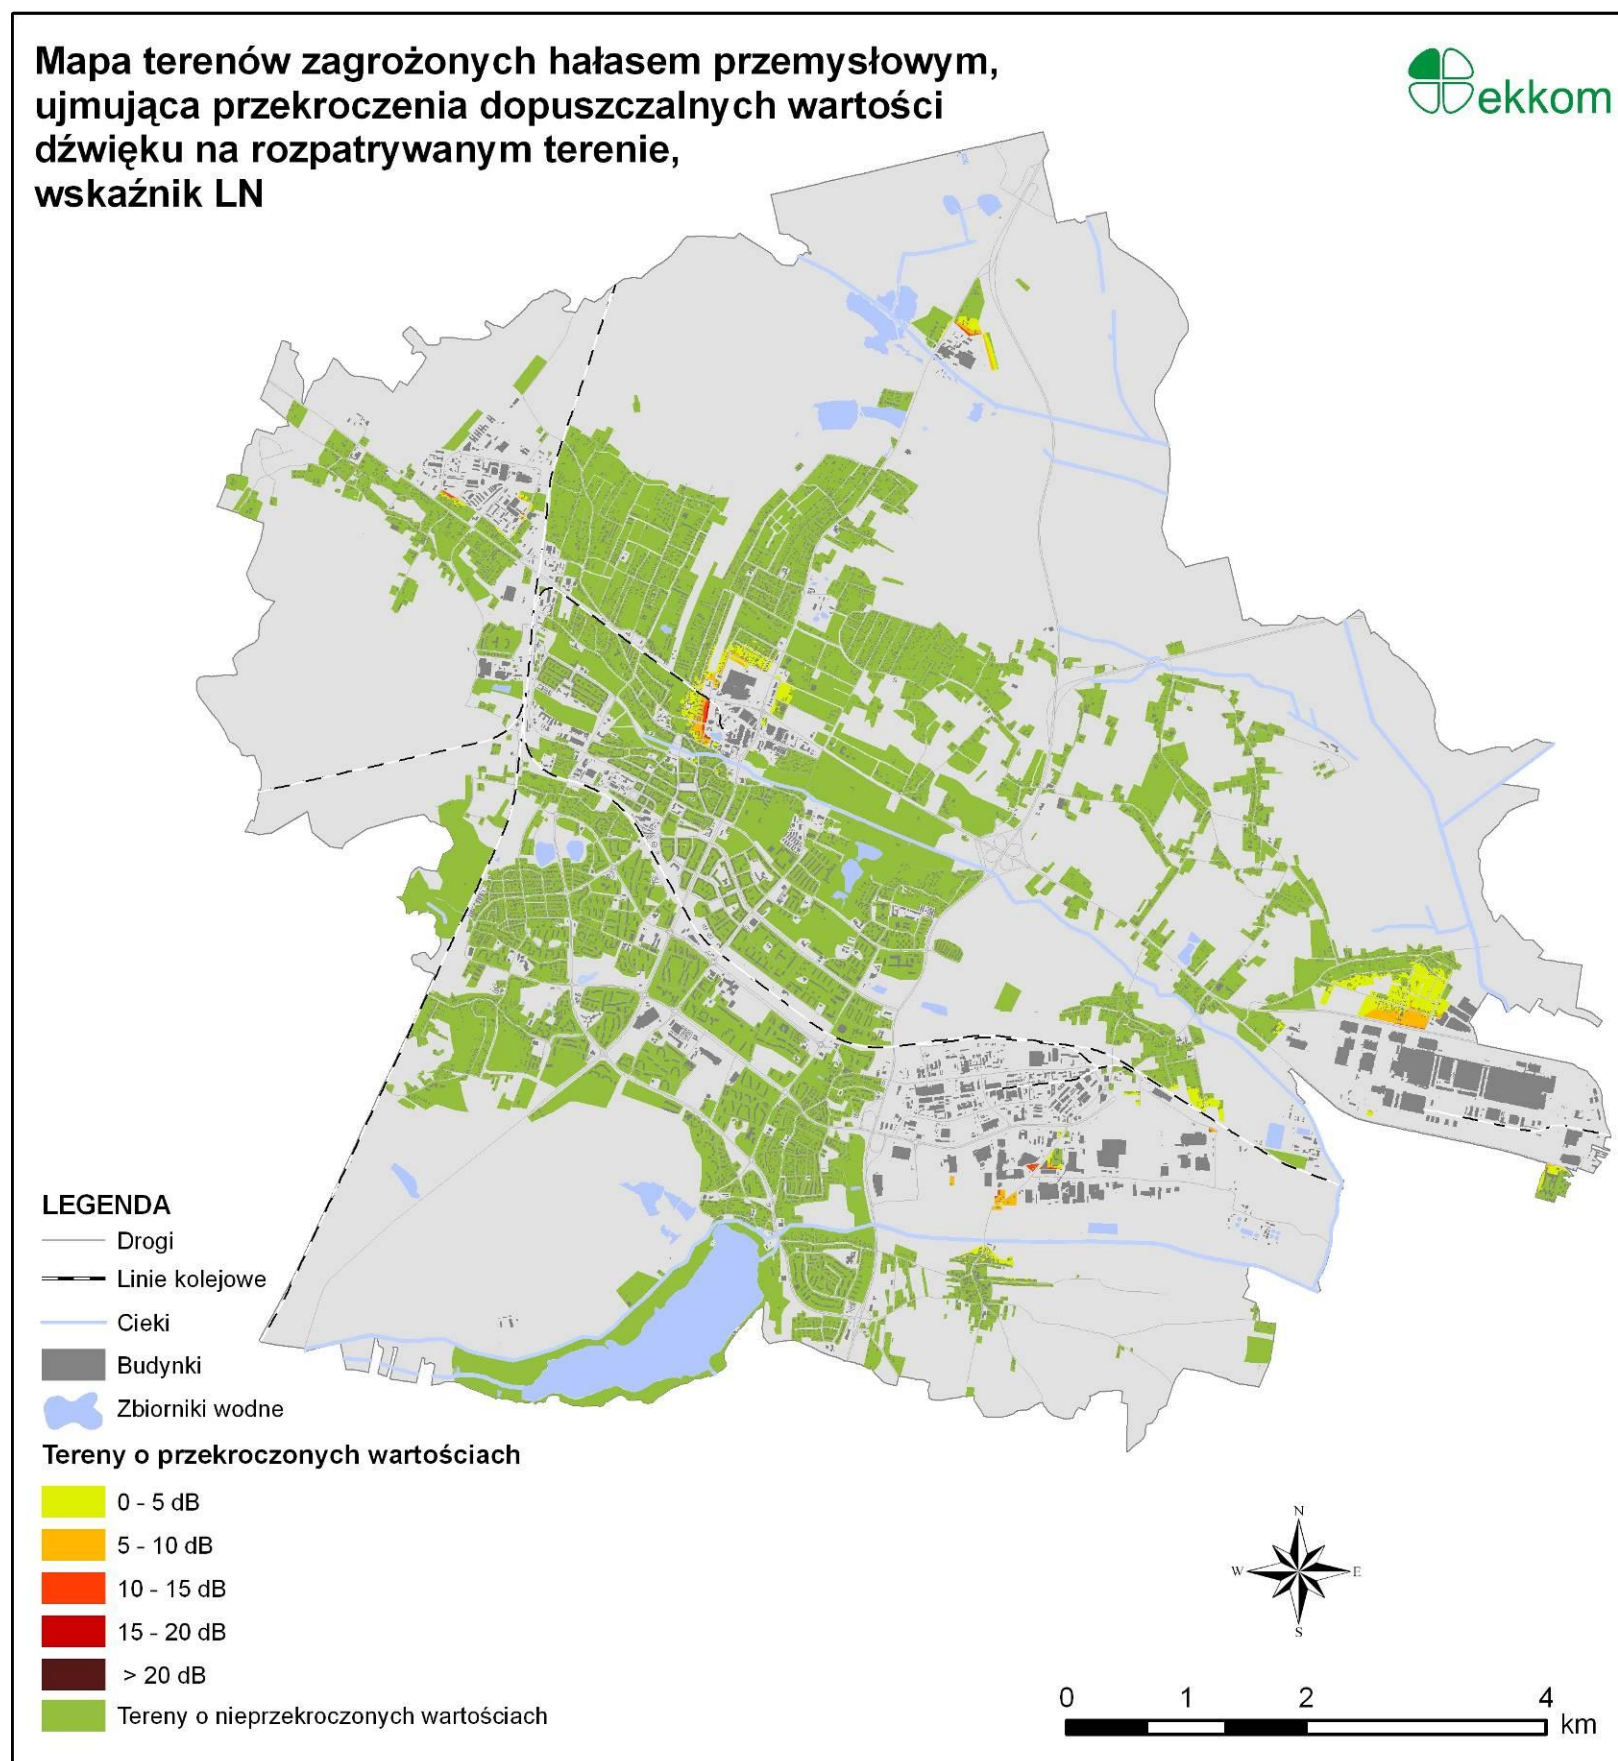 Mapa terenów zagrożonych hałasem przemysłowym,
ujmująca przekroczenia dopuszczalnych wartości
dźwięku na rozpatrywanym terenie,
wskaźnik LN
ekkom
LEGENDA
Drogi
Linie kolejowe
Cieki
Budynki
Zbiorniki wodne
Tereny o przekroczonych wartościach
0 - 5 dB
5 - 10 dB
10 - 15 dB
15 - 20 dB
> 20 dB
Tereny o nieprzekroczonych wartościach
N
W E
S
0 1 2 4
km